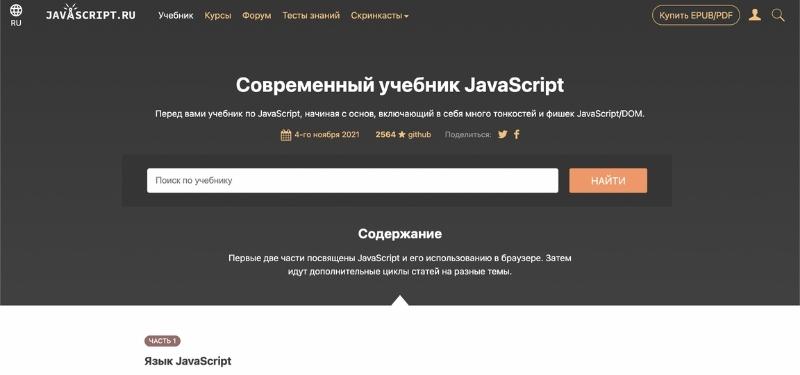 RU
JAVASCRIPT.RU
Учебник Курсы Форум Тесты знаний Скринкасты
Купить EPUB/PDF
Современный учебник JavaScript
Перед вами учебник по JavaScript, начиная с основ, включающий в себя много тонкостей и фишек JavaScript/DOM.
4-го ноября 2021 2564 github Поделиться:
Поиск по учебнику
НАЙТИ
Содержание
Первые две части посвящены JavaScript и его использованию в браузере. Затем
идут дополнительные циклы статей на разные темы.
ЧАСТЬ 1
Язык JavaScript